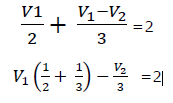 V1/2 + (V₁−V₂)/3 = 2
V₁ (1/2 + 1/3) − V₂/3 = 2